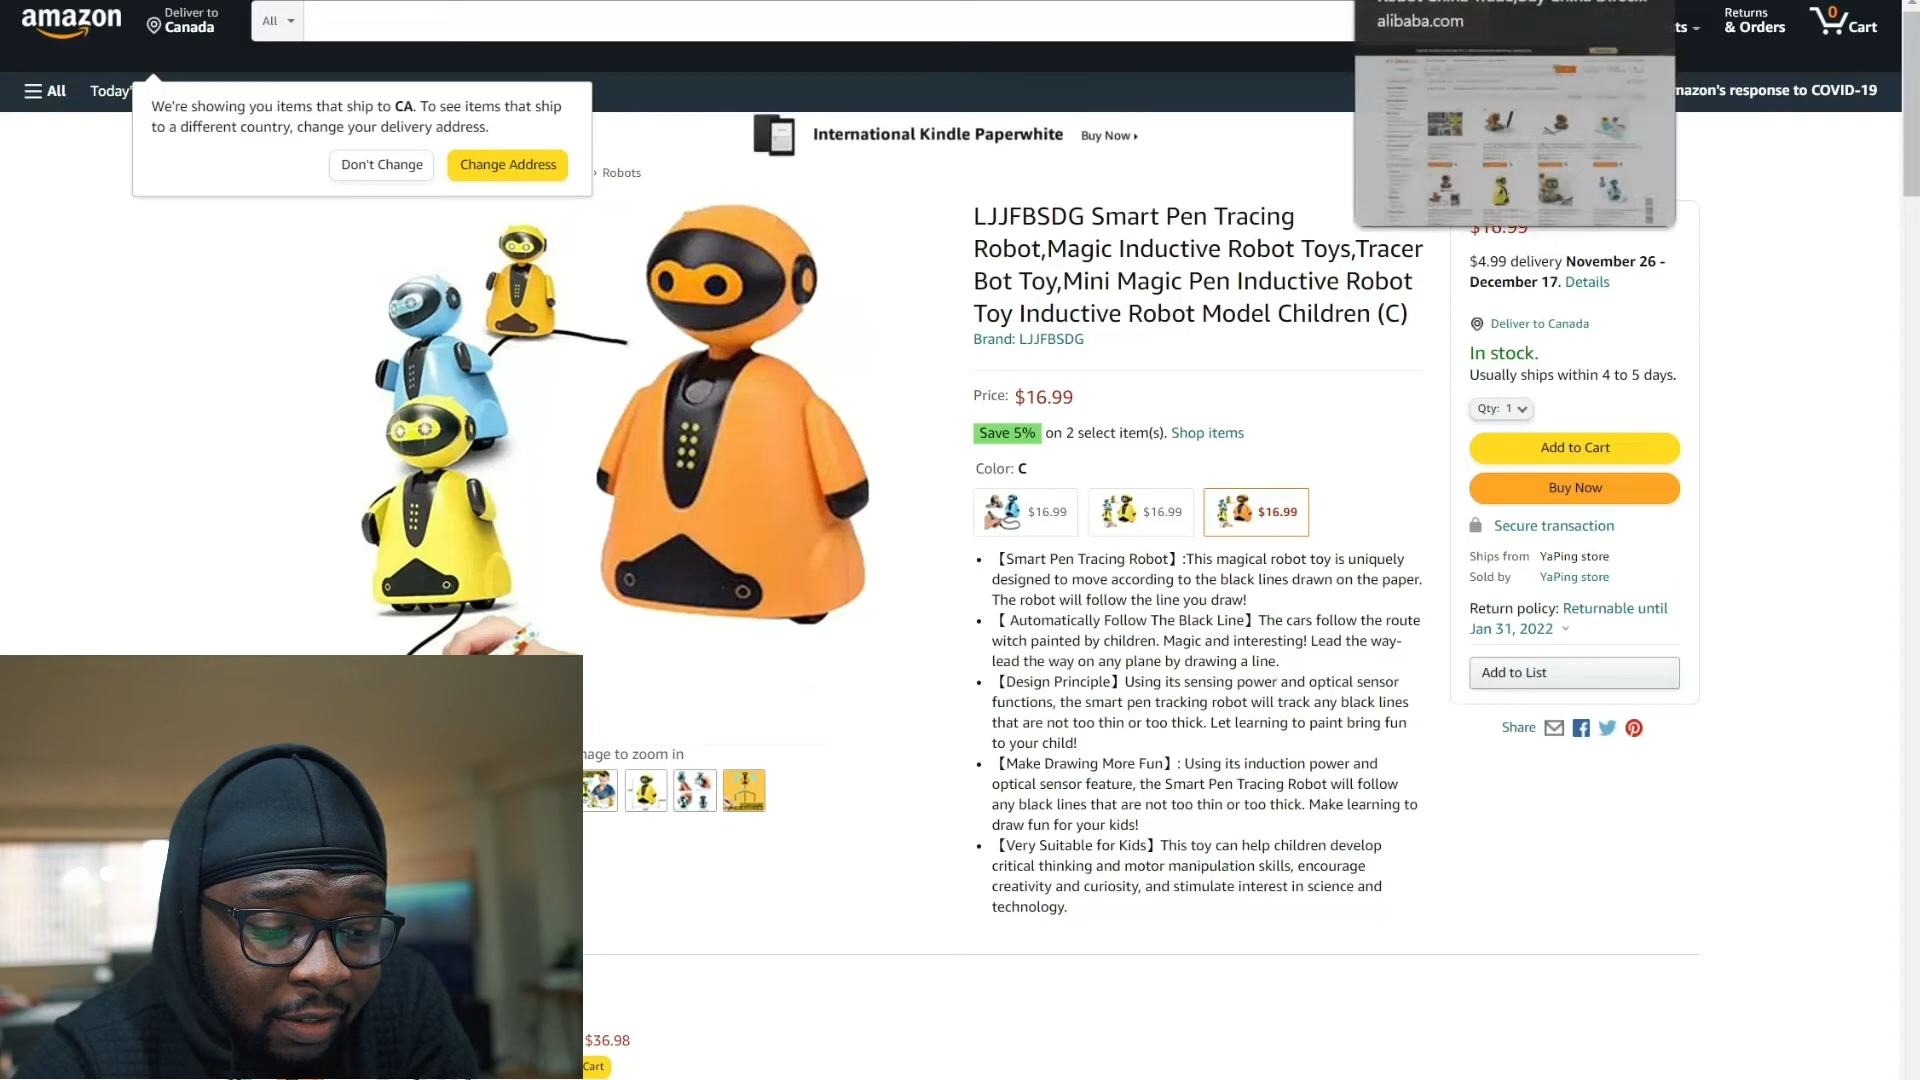 amazon
Deliver to
Canada
All
alibaba.com
Returns
& Orders
0
Cart
All
Today'
mazon's response to COVID-19
We're showing you items that ship to CA. To see items that ship
to a different country, change your delivery address.
Don't Change
Change Address
International Kindle Paperwhite
Buy Now
› Robots
LJJFBSDG Smart Pen Tracing
Robot,Magic Inductive Robot Toys,Tracer
Bot Toy,Mini Magic Pen Inductive Robot
Toy Inductive Robot Model Children (C)
Brand: LJJFBSDG
Price: $16.99
Save 5% on 2 select item(s). Shop items
Color: C
$16.99
$16.99
$16.99
• 【Smart Pen Tracing Robot】:This magical robot toy is uniquely
designed to move according to the black lines drawn on the paper.
The robot will follow the line you draw!
• 【 Automatically Follow The Black Line】The cars follow the route
witch painted by children. Magic and interesting! Lead the way-
lead the way on any plane by drawing a line.
• 【Design Principle】Using its sensing power and optical sensor
functions, the smart pen tracking robot will track any black lines
that are not too thin or too thick. Let learning to paint bring fun
to your child!
• 【Make Drawing More Fun】: Using its induction power and
optical sensor feature, the Smart Pen Tracing Robot will follow
any black lines that are not too thin or too thick. Make learning to
draw fun for your kids!
• 【Very Suitable for Kids】This toy can help children develop
critical thinking and motor manipulation skills, encourage
creativity and curiosity, and stimulate interest in science and
technology.
$16.99
$4.99 delivery November 26 -
December 17. Details
Deliver to Canada
In stock.
Usually ships within 4 to 5 days.
Qty: 1
Add to Cart
Buy Now
Secure transaction
Ships from YaPing store
Sold by YaPing store
Return policy: Returnable until
Jan 31, 2022
Add to List
Share
mage to zoom in
$36.98
Cart